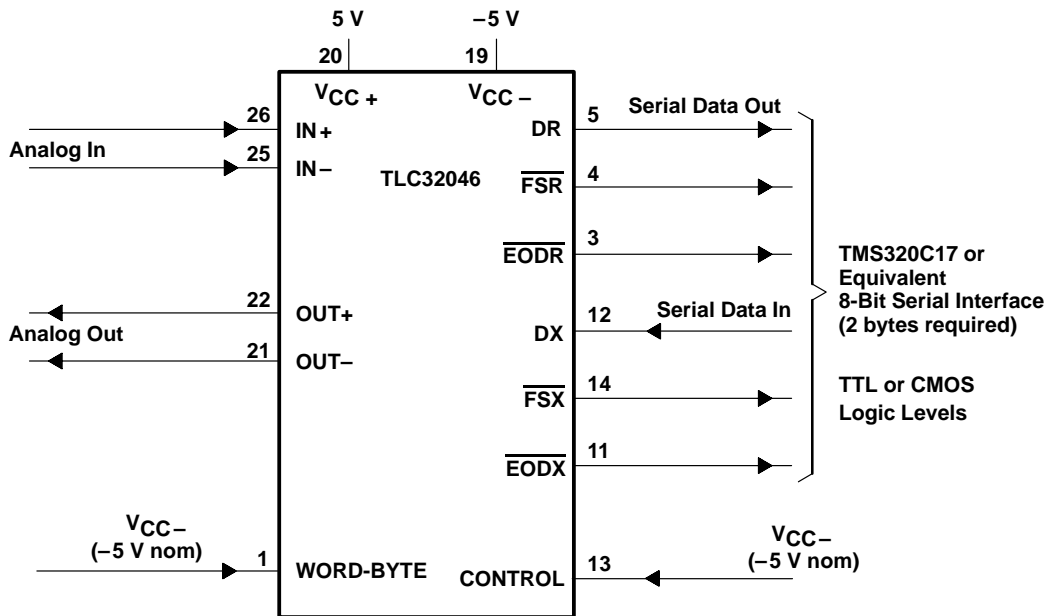 5 V
−5 V
20
19
VCC +
VCC −
26
IN+
DR
5
Serial Data Out
Analog In
25
IN−
TLC32046
FSR
4
EODR
3
TMS320C17 or
Equivalent
8-Bit Serial Interface
(2 bytes required)
22
OUT+
DX
12
Serial Data In
Analog Out
21
OUT−
FSX
14
TTL or CMOS
Logic Levels
EODX
11
VCC −
(−5 V nom)
1
WORD-BYTE
CONTROL
13
VCC−
(−5 V nom)